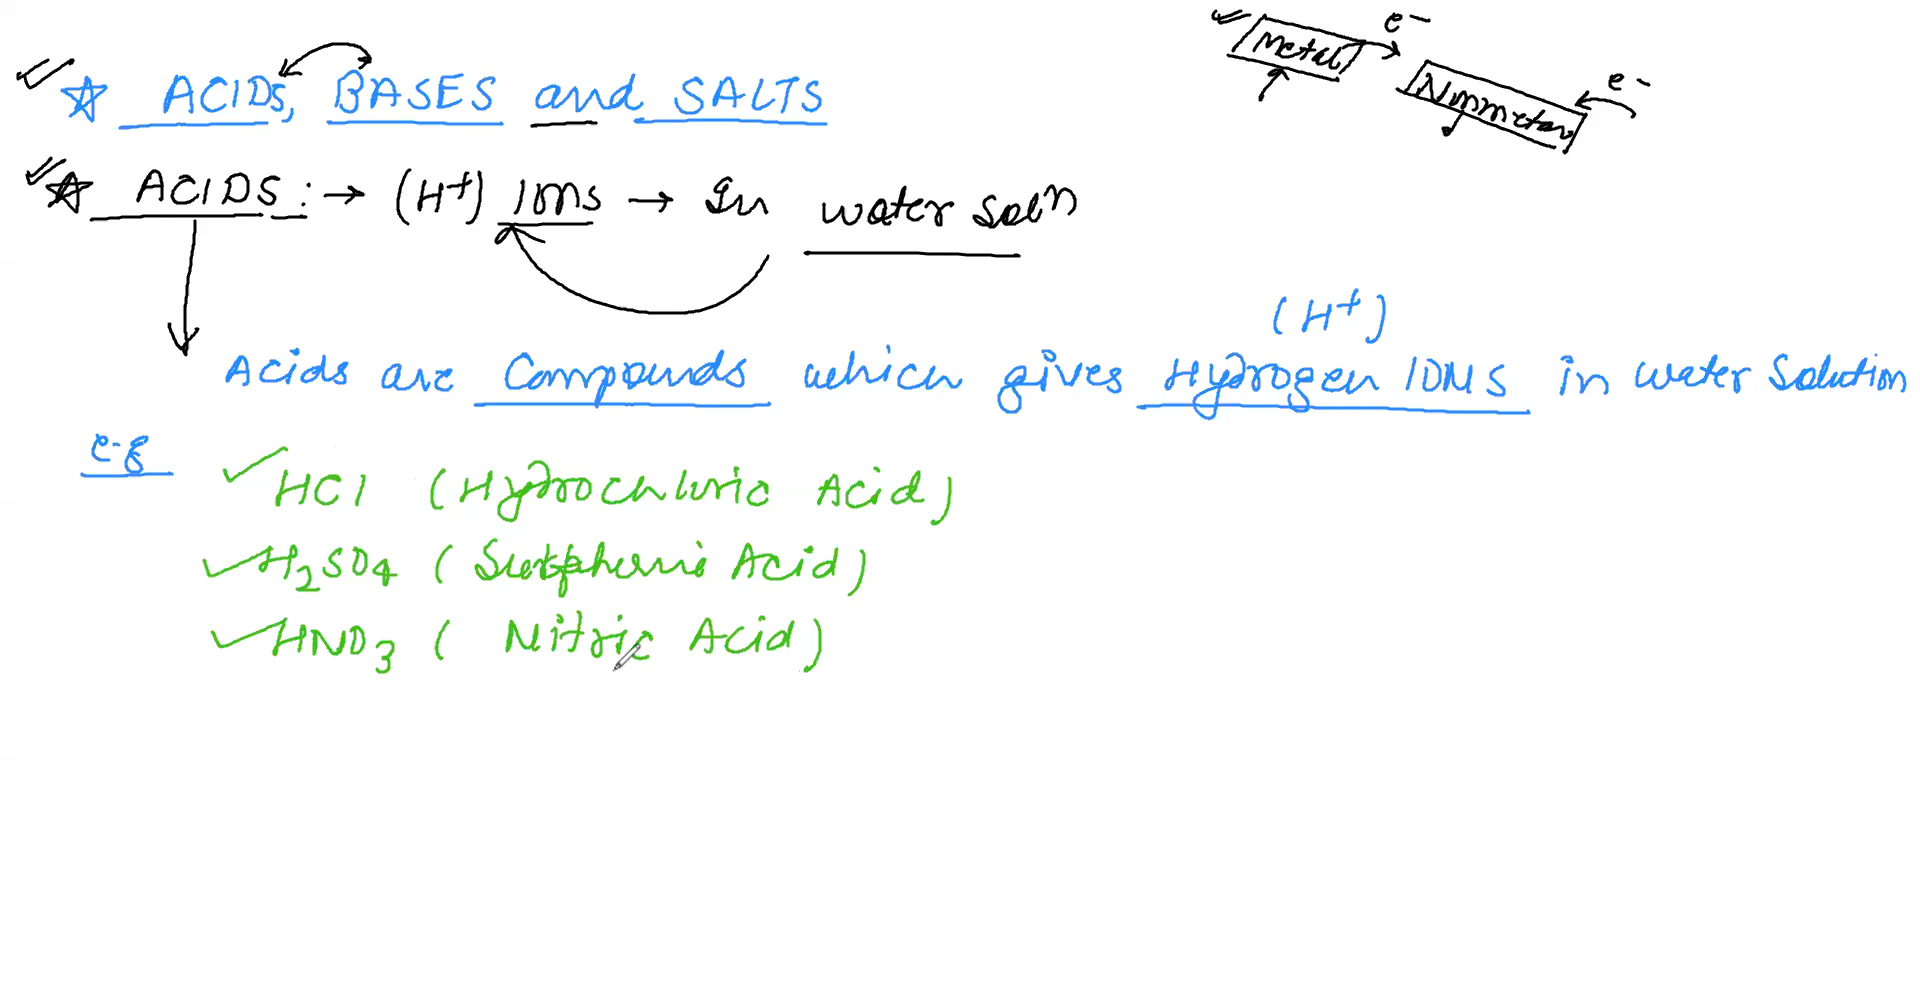 ACIDS, BASES and SALTS
Metal e⁻
Nonmetal e⁻
ACIDS : → (H⁺) IONS → In water Solⁿ
(H⁺)
Acids are Compounds which gives Hydrogen IONS in water Solution
e.g
HCl (Hydrochloric Acid)
H₂SO₄ (Sulphuric Acid)
HNO₃ (Nitric Acid)